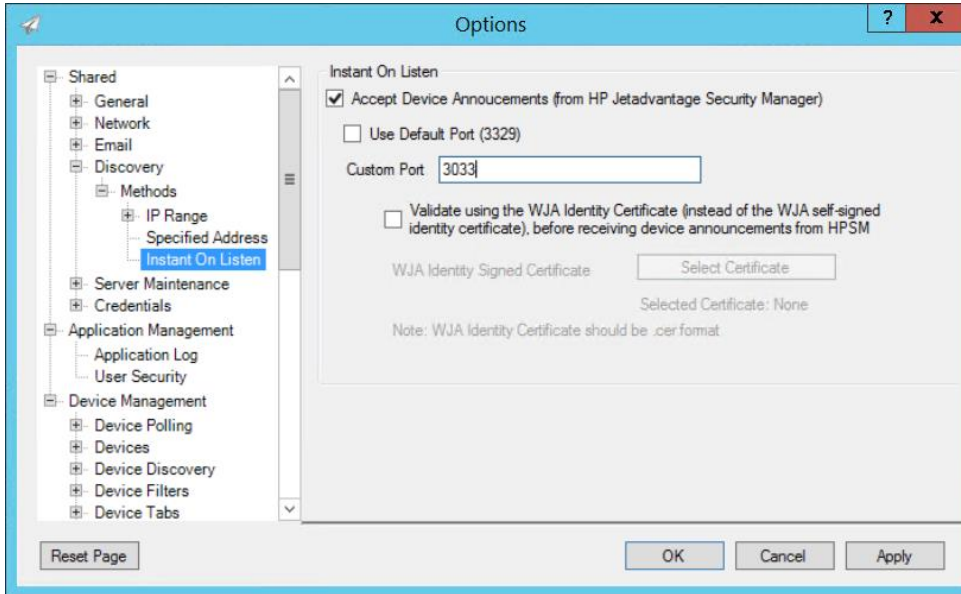 Options
?
x
Shared
General
Network
Email
Discovery
Methods
IP Range
Specified Address
Instant On Listen
Server Maintenance
Credentials
Application Management
Application Log
User Security
Device Management
Device Polling
Devices
Device Discovery
Device Filters
Device Tabs
Instant On Listen
Accept Device Annoucements (from HP Jetadvantage Security Manager)
Use Default Port (3329)
Custom Port 3033
Validate using the WJA Identity Certificate (instead of the WJA self-signed
identity certificate), before receiving device announcements from HPSM
WJA Identity Signed Certificate Select Certificate
Selected Certificate: None
Note: WJA Identity Certificate should be .cer format
Reset Page OK Cancel Apply